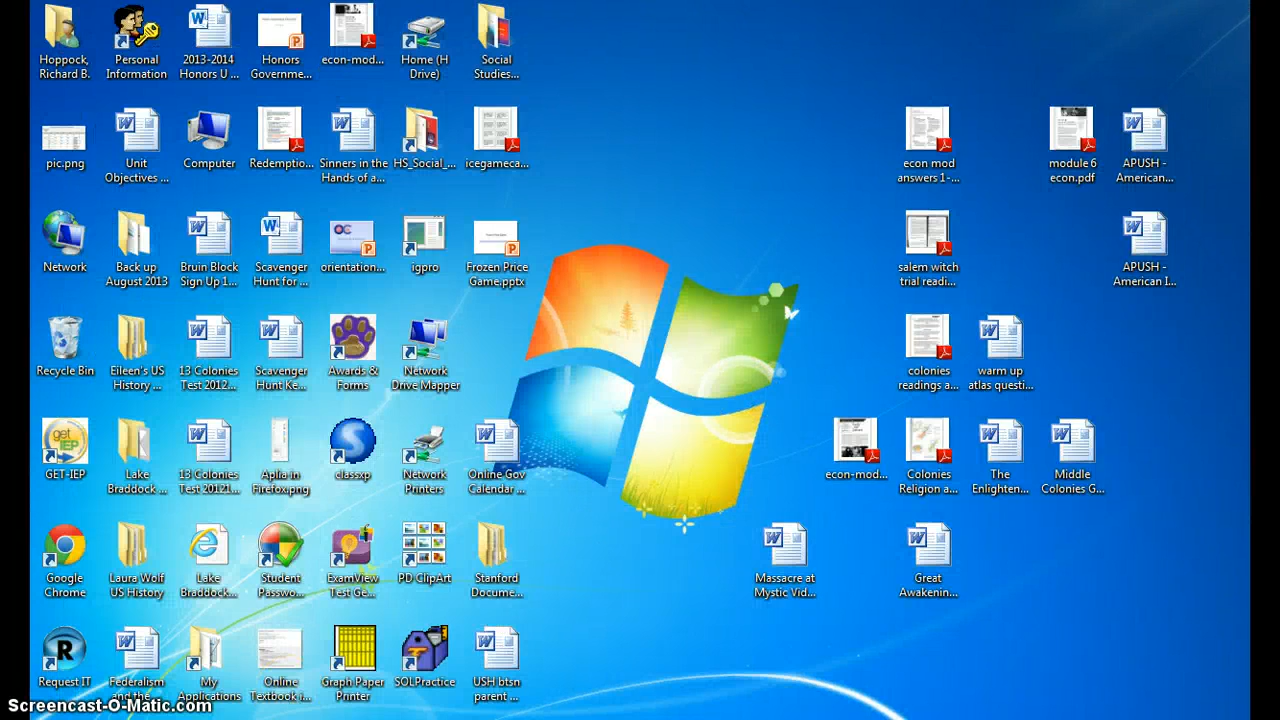 Hoppock,
Richard B.
Personal
Information
2013-2014
Honors U ...
Honors
Governme...
econ-mod...
Home (H
Drive)
Social
Studies...
pic.png
Unit
Objectives ...
Computer
Redemptio...
Sinners in the
Hands of a...
HS_Social_...
icegameca...
econ mod
answers 1-...
module 6
econ.pdf
APUSH -
American...
Network
Back up
August 2013
Bruin Block
Sign Up 1...
Scavenger
Hunt for ...
OC
orientation...
igpro
Frozen Price
Game.pptx
salem witch
trial readi...
APUSH -
American I...
Recycle Bin
Eileen's US
History ...
13 Colonies
Test 2012...
Scavenger
Hunt Ke...
Awards &
Forms
Network
Drive Mapper
colonies
readings a...
warm up
atlas questi...
get
IEP
GET-IEP
Lake
Braddock ...
13 Colonies
Test 2012I...
Aplia in
Firefox.png
classxp
Network
Printers
Online Gov
Calendar ...
econ-mod...
Colonies
Religion a...
The
Enlighten...
Middle
Colonies G...
Google
Chrome
Laura Wolf
US History
Lake
Braddock...
Student
Passwo...
ExamView
Test Ge...
PD ClipArt
Stanford
Docume...
Massacre at
Mystic Vid...
Great
Awakenin...
R
Request IT
Federalism
and the ...
My
Applications
Online
Textbook i...
Graph Paper
Printer
SOLPractice
USH btsn
parent ...
Screencast-O-Matic.com